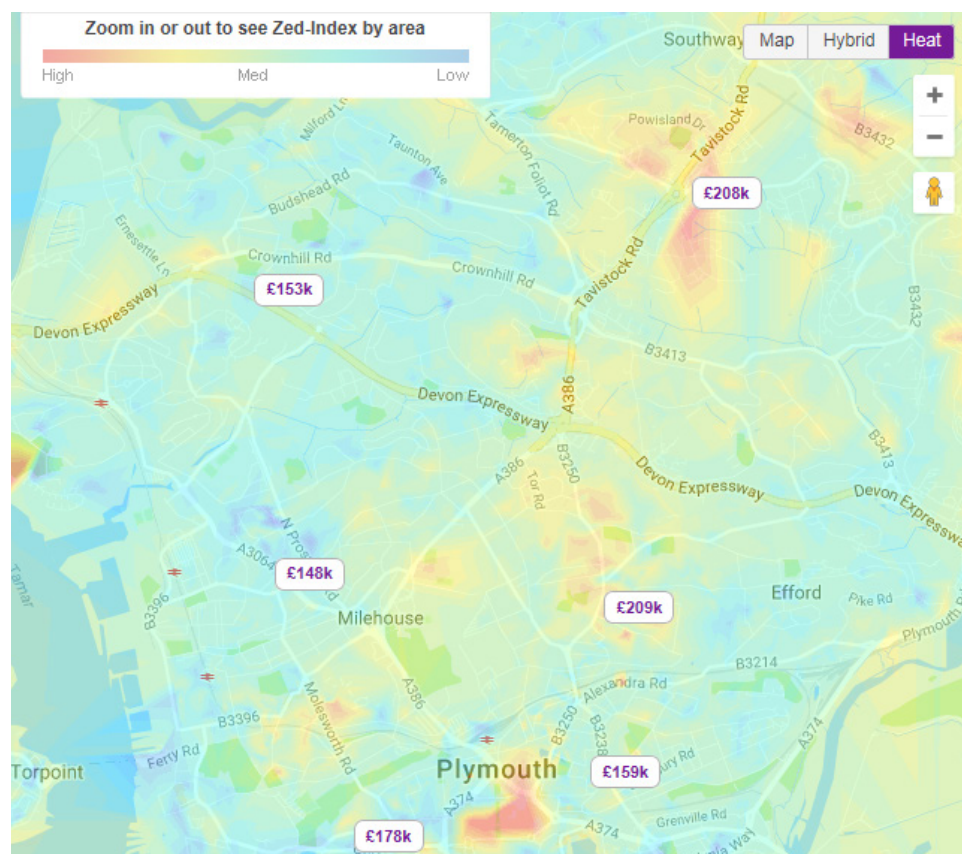 Zoom in or out to see Zed-Index by area
High Med Low
Southway
Map Hybrid Heat
Milford Ln
Tamerton Foliot Rd
Powisland Dr
Tavistock Rd
B3432
Taunton Ave
+
−
Budshead Rd
£208k
Ernesettle Ln
Crownhill Rd
Crownhill Rd
Tavistock Rd
£153k
B3432
Devon Expressway
B3413
Devon Expressway
A386
A386
B3250
B3413
Tor Rd
Devon Expressway
Devon Expressway
Tamar
A3064
£148k
B3396
Milehouse
£209k
Efford
Pike Rd
Plymouth Rd
B3214
A386
Alexandra Rd
B3396
Molesworth Rd
B3250
B3238
A374
Ferry Rd
Torpoint
Plymouth
£159k
A374
Grenville Rd
£178k
A374